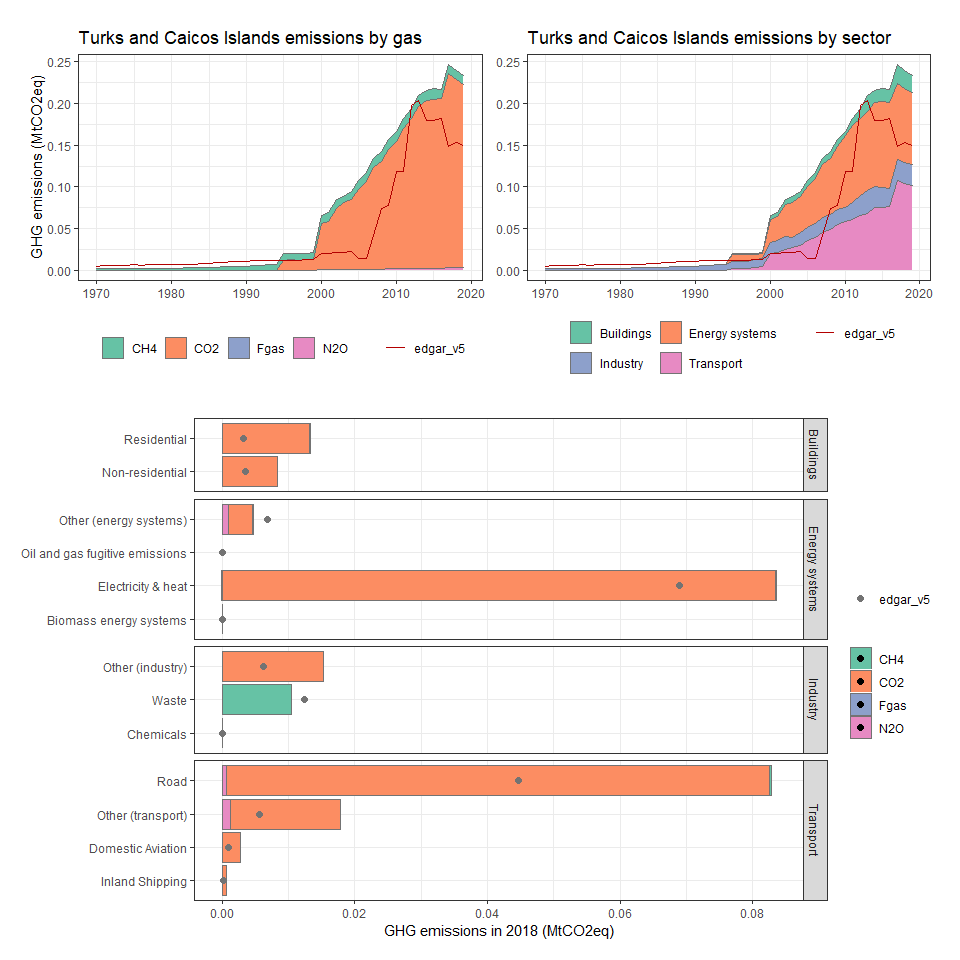 Turks and Caicos Islands emissions by gas
GHG emissions (MtCO2eq)
0.25
0.20
0.15
0.10
0.05
0.00
1970 1980 1990 2000 2010 2020
CH4 CO2 Fgas N2O edgar_v5
Turks and Caicos Islands emissions by sector
0.25
0.20
0.15
0.10
0.05
0.00
1970 1980 1990 2000 2010 2020
Buildings Energy systems edgar_v5
Industry Transport
Residential
Non-residential
Buildings
Other (energy systems)
Oil and gas fugitive emissions
Electricity & heat
Biomass energy systems
Energy systems
Other (industry)
Waste
Chemicals
Industry
Road
Other (transport)
Domestic Aviation
Inland Shipping
Transport
0.00 0.02 0.04 0.06 0.08
GHG emissions in 2018 (MtCO2eq)
edgar_v5
CH4
CO2
Fgas
N2O